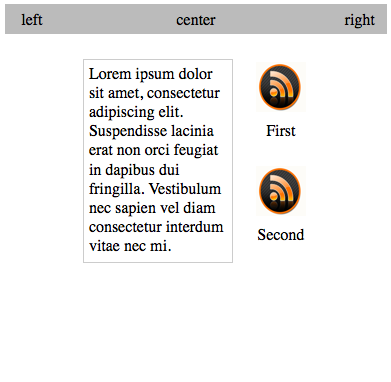 left center right
Lorem ipsum dolor
sit amet, consectetur
adipiscing elit.
Suspendisse lacinia
erat non orci feugiat
in dapibus dui
fringilla. Vestibulum
nec sapien vel diam
consectetur interdum
vitae nec mi.
First
Second